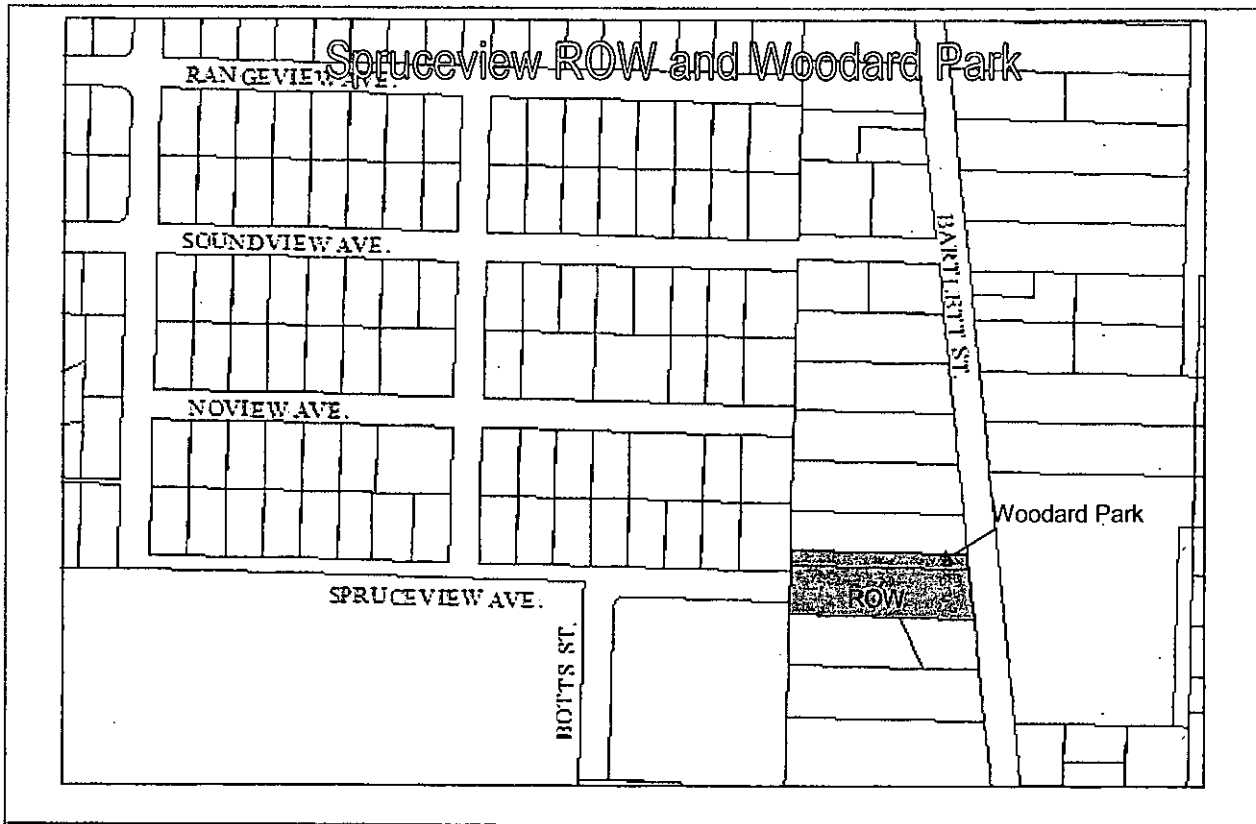 Spruceview ROW and Woodard Park
RANGEVIEW AVE.
SOUNDVIEW AVE.
BARTLETT ST.
NOVIEW AVE.
Woodard Park
SPRUCEVIEW AVE.
ROW
BOTTS ST.